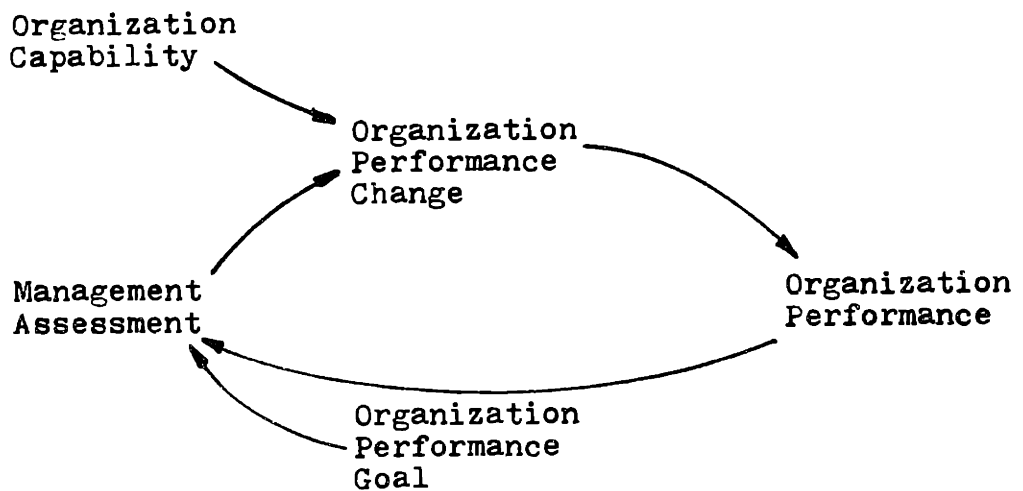 Organization
Capability
Organization
Performance
Change
Management
Assessment
Organization
Performance
Organization
Performance
Goal